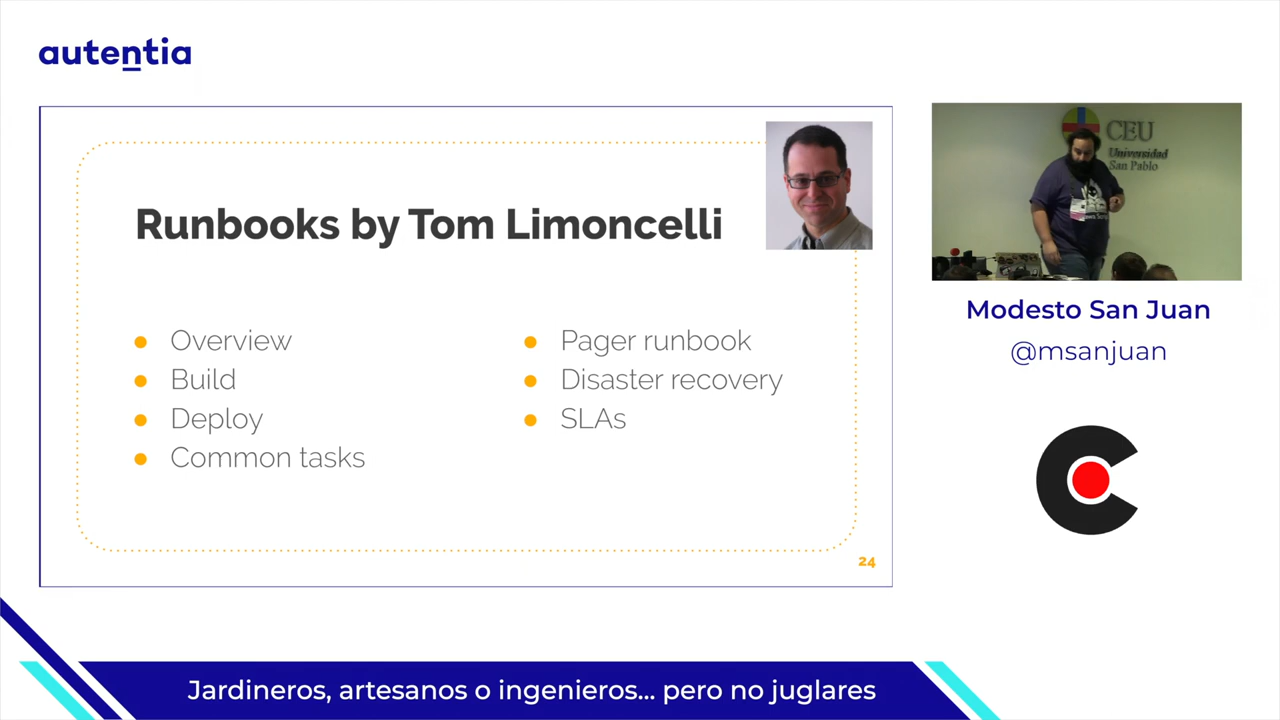 autentia
Runbooks by Tom Limoncelli
Overview
Build
Deploy
Common tasks
Pager runbook
Disaster recovery
SLAs
24
CEU
Universidad
San Pablo
Modesto San Juan
@msanjuan
Jardineros, artesanos o ingenieros... pero no juglares